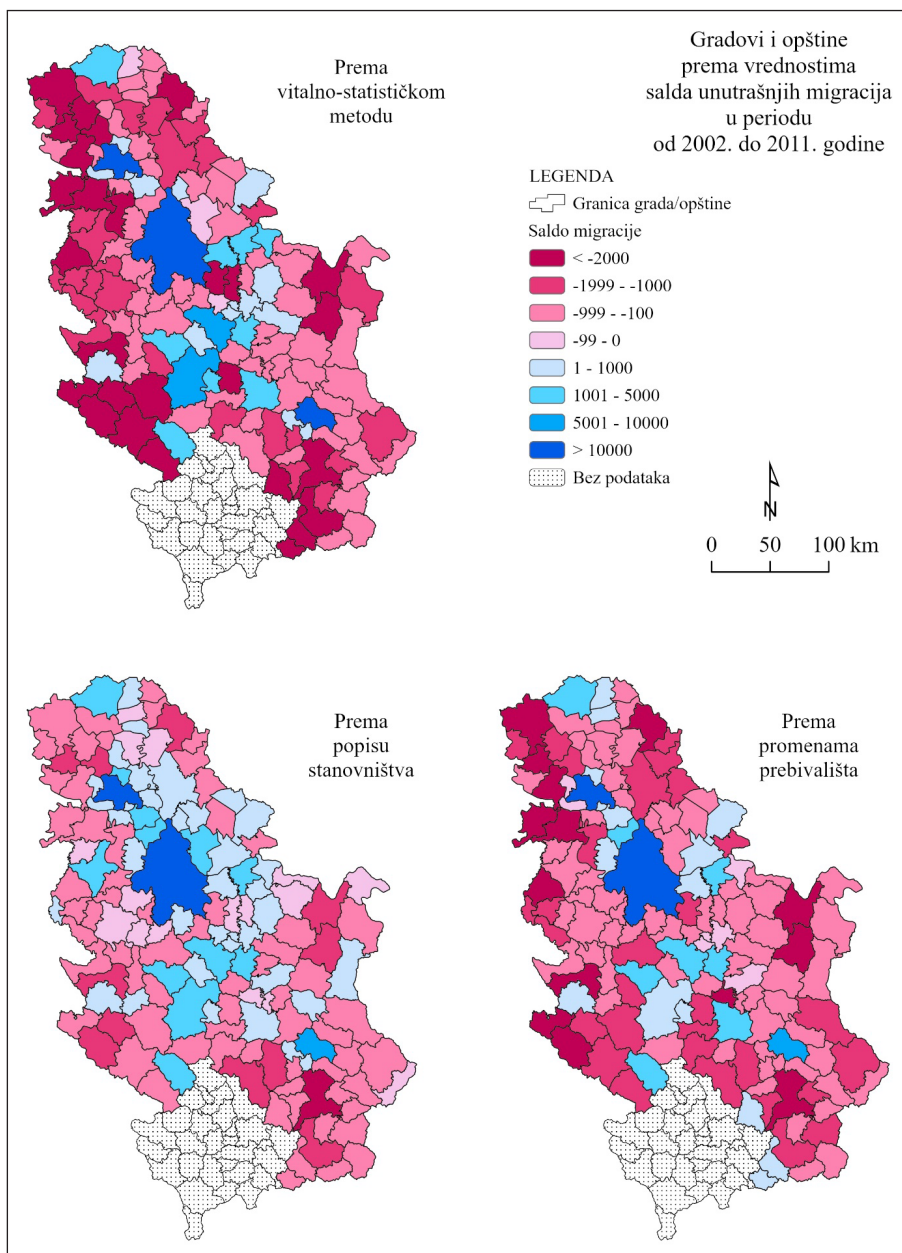 Gradovi i opštine
prema vrednostima
salda unutrašnjih migracija
u periodu
od 2002. do 2011. godine
Prema
vitalno-statističkom
metodu
LEGENDA
Granica grada/opštine
Saldo migracije
< -2000
-1999 - -1000
-999 - -100
-99 - 0
1 - 1000
1001 - 5000
5001 - 10000
> 10000
Bez podataka
N
0 50 100 km
Prema
popisu
stanovništva
Prema
promenama
prebivališta